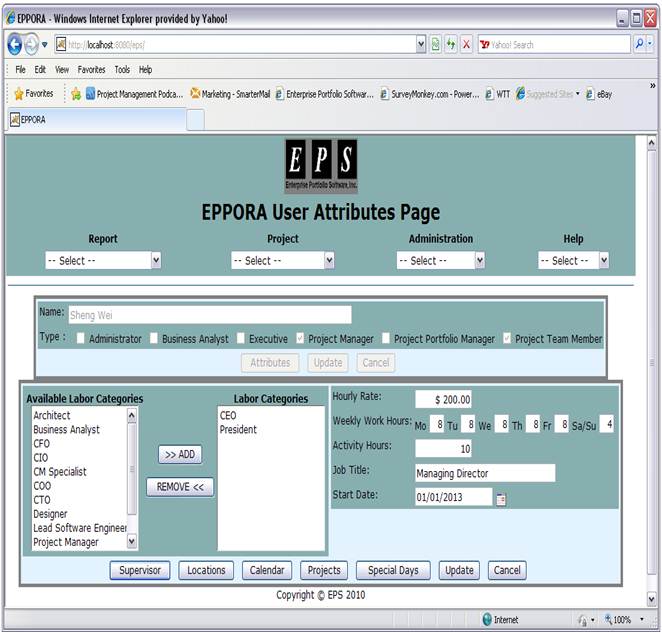 EPPORA - Windows Internet Explorer provided by Yahoo!
http://localhost:8080/eps/
Yahoo! Search
File Edit View Favorites Tools Help
Favorites Project Management Podca... Marketing - SmarterMail Enterprise Portfolio Softwar... SurveyMonkey.com - Power... WTT Suggested Sites eBay
EPPORA
E P S
Enterprise Portfolio Software, Inc.
EPPORA User Attributes Page
Report Project Administration Help
-- Select -- -- Select -- -- Select -- -- Select --
Name: Sheng Wei
Type : Administrator Business Analyst Executive Project Manager Project Portfolio Manager Project Team Member
Attributes Update Cancel
Available Labor Categories
Architect
Business Analyst
CFO
CIO
CM Specialist
COO
CTO
Designer
Lead Software Engineer
Project Manager
>> ADD
REMOVE <<
Labor Categories
CEO
President
Hourly Rate: $ 200.00
Weekly Work Hours: Mo 8 Tu 8 We 8 Th 8 Fr 8 Sa/Su 4
Activity Hours: 10
Job Title: Managing Director
Start Date: 01/01/2013
Supervisor Locations Calendar Projects Special Days Update Cancel
Copyright © EPS 2010
Internet 100%